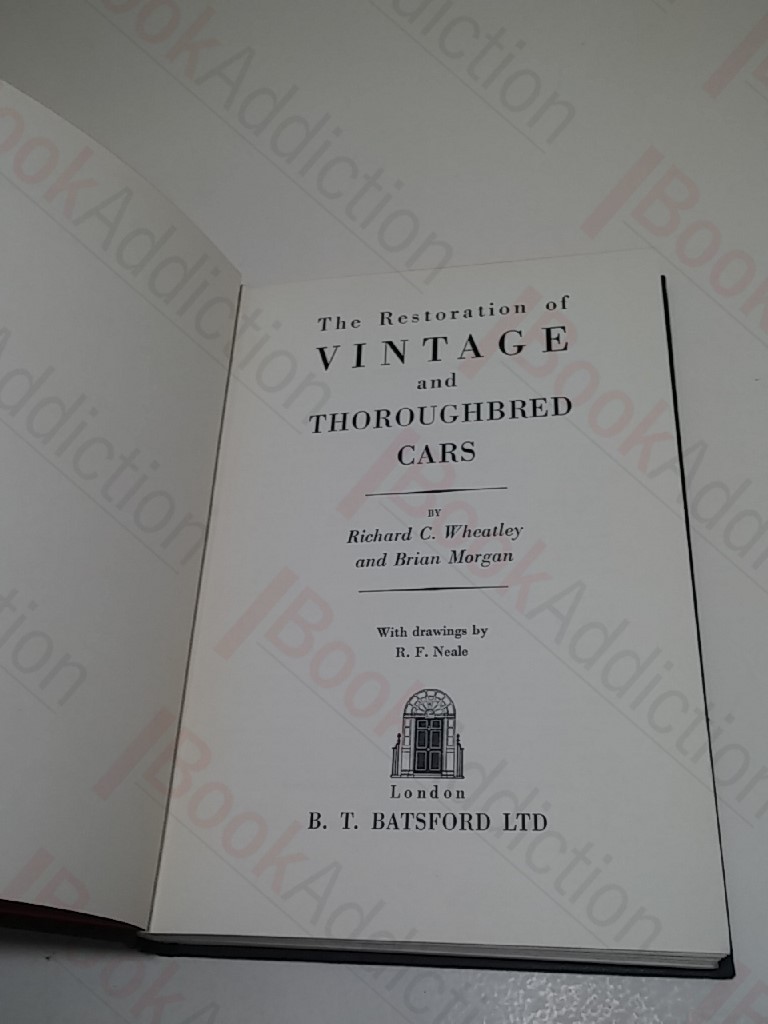 The Restoration of
VINTAGE
and
THOROUGHBRED
CARS
BY
Richard C. Wheatley
and Brian Morgan
With drawings by
R. F. Neale
London
B. T. BATSFORD LTD
BookAddiction